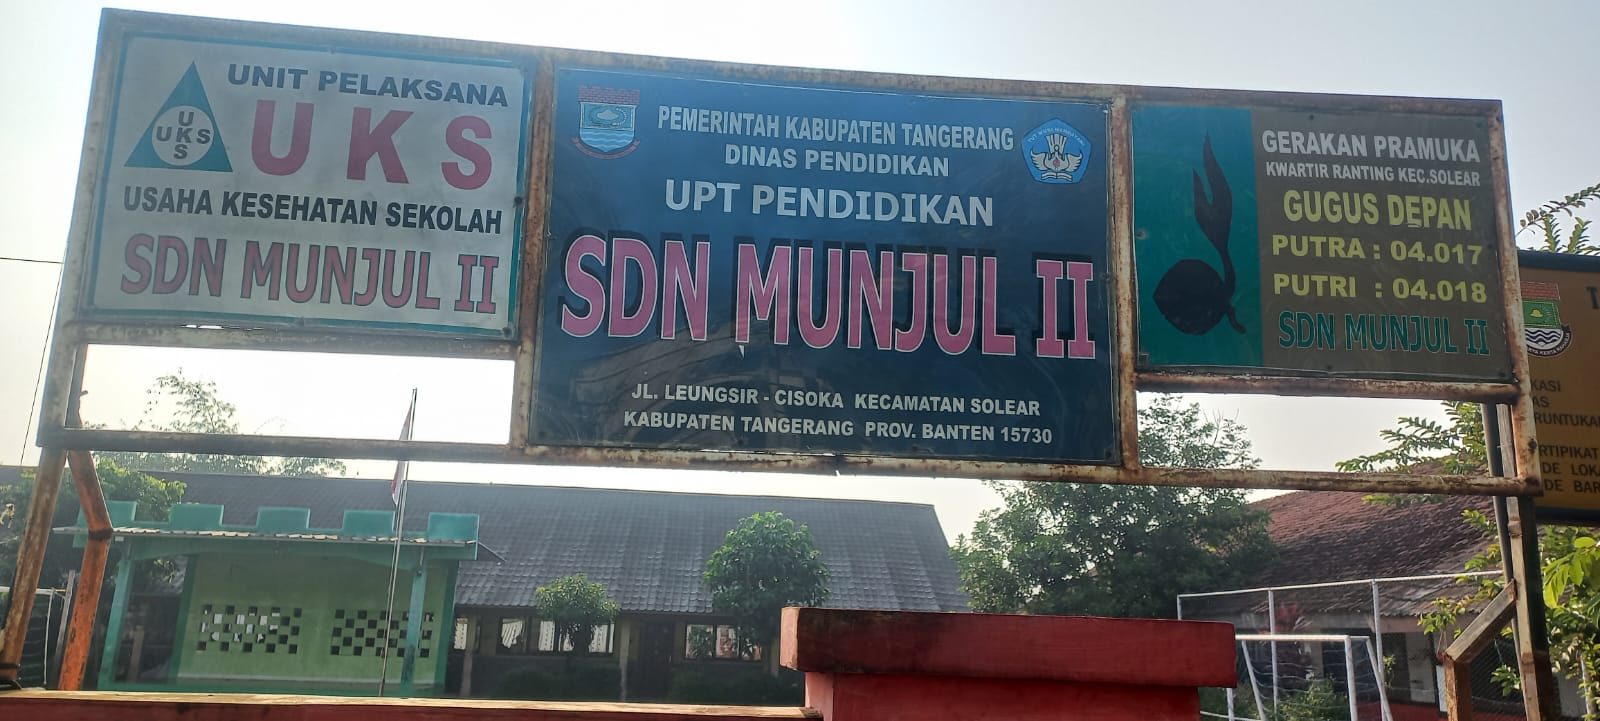 UNIT PELAKSANA
UKS
UKS
UKS
USAHA KESEHATAN SEKOLAH
SDN MUNJUL II
PEMERINTAH KABUPATEN TANGERANG
DINAS PENDIDIKAN
UPT PENDIDIKAN
SDN MUNJUL II
JL. LEUNGSIR - CISOKA KECAMATAN SOLEAR
KABUPATEN TANGERANG PROV. BANTEN 15730
GERAKAN PRAMUKA
KWARTIR RANTING KEC.SOLEAR
GUGUS DEPAN
PUTRA : 04.017
PUTRI : 04.018
SDN MUNJUL II